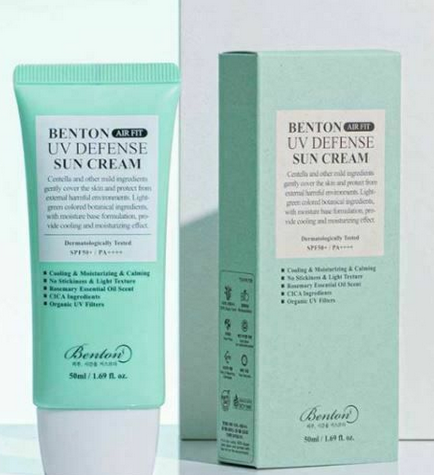 BENTON AIR FIT
UV DEFENSE
SUN CREAM
Centella and other mild ingredients
gently cover the skin and protect from
external harmful environments. Light-
green colored botanical ingredients,
with moisture base formulation, pro-
vide cooling and moisturizing effect.
Dermatologically Tested
SPF50+ / PA++++
Cooling & Moisturizing & Calming
No Stickiness & Light Texture
Rosemary Essential Oil Scent
CICA Ingredients
Organic UV Filters
Benton
50ml / 1.69 fl. oz.
BENTON AIR FIT
UV DEFENSE
SUN CREAM
Centella and other mild ingredients
gently cover the skin and protect from
external harmful environments. Light-
green colored botanical ingredients,
with moisture base formulation, pro-
vide cooling and moisturizing effect.
Dermatologically Tested
SPF50+ / PA++++
Cooling & Moisturizing & Calming
No Stickiness & Light Texture
Rosemary Essential Oil Scent
CICA Ingredients
Organic UV Filters
Benton
50ml / 1.69 fl. oz.